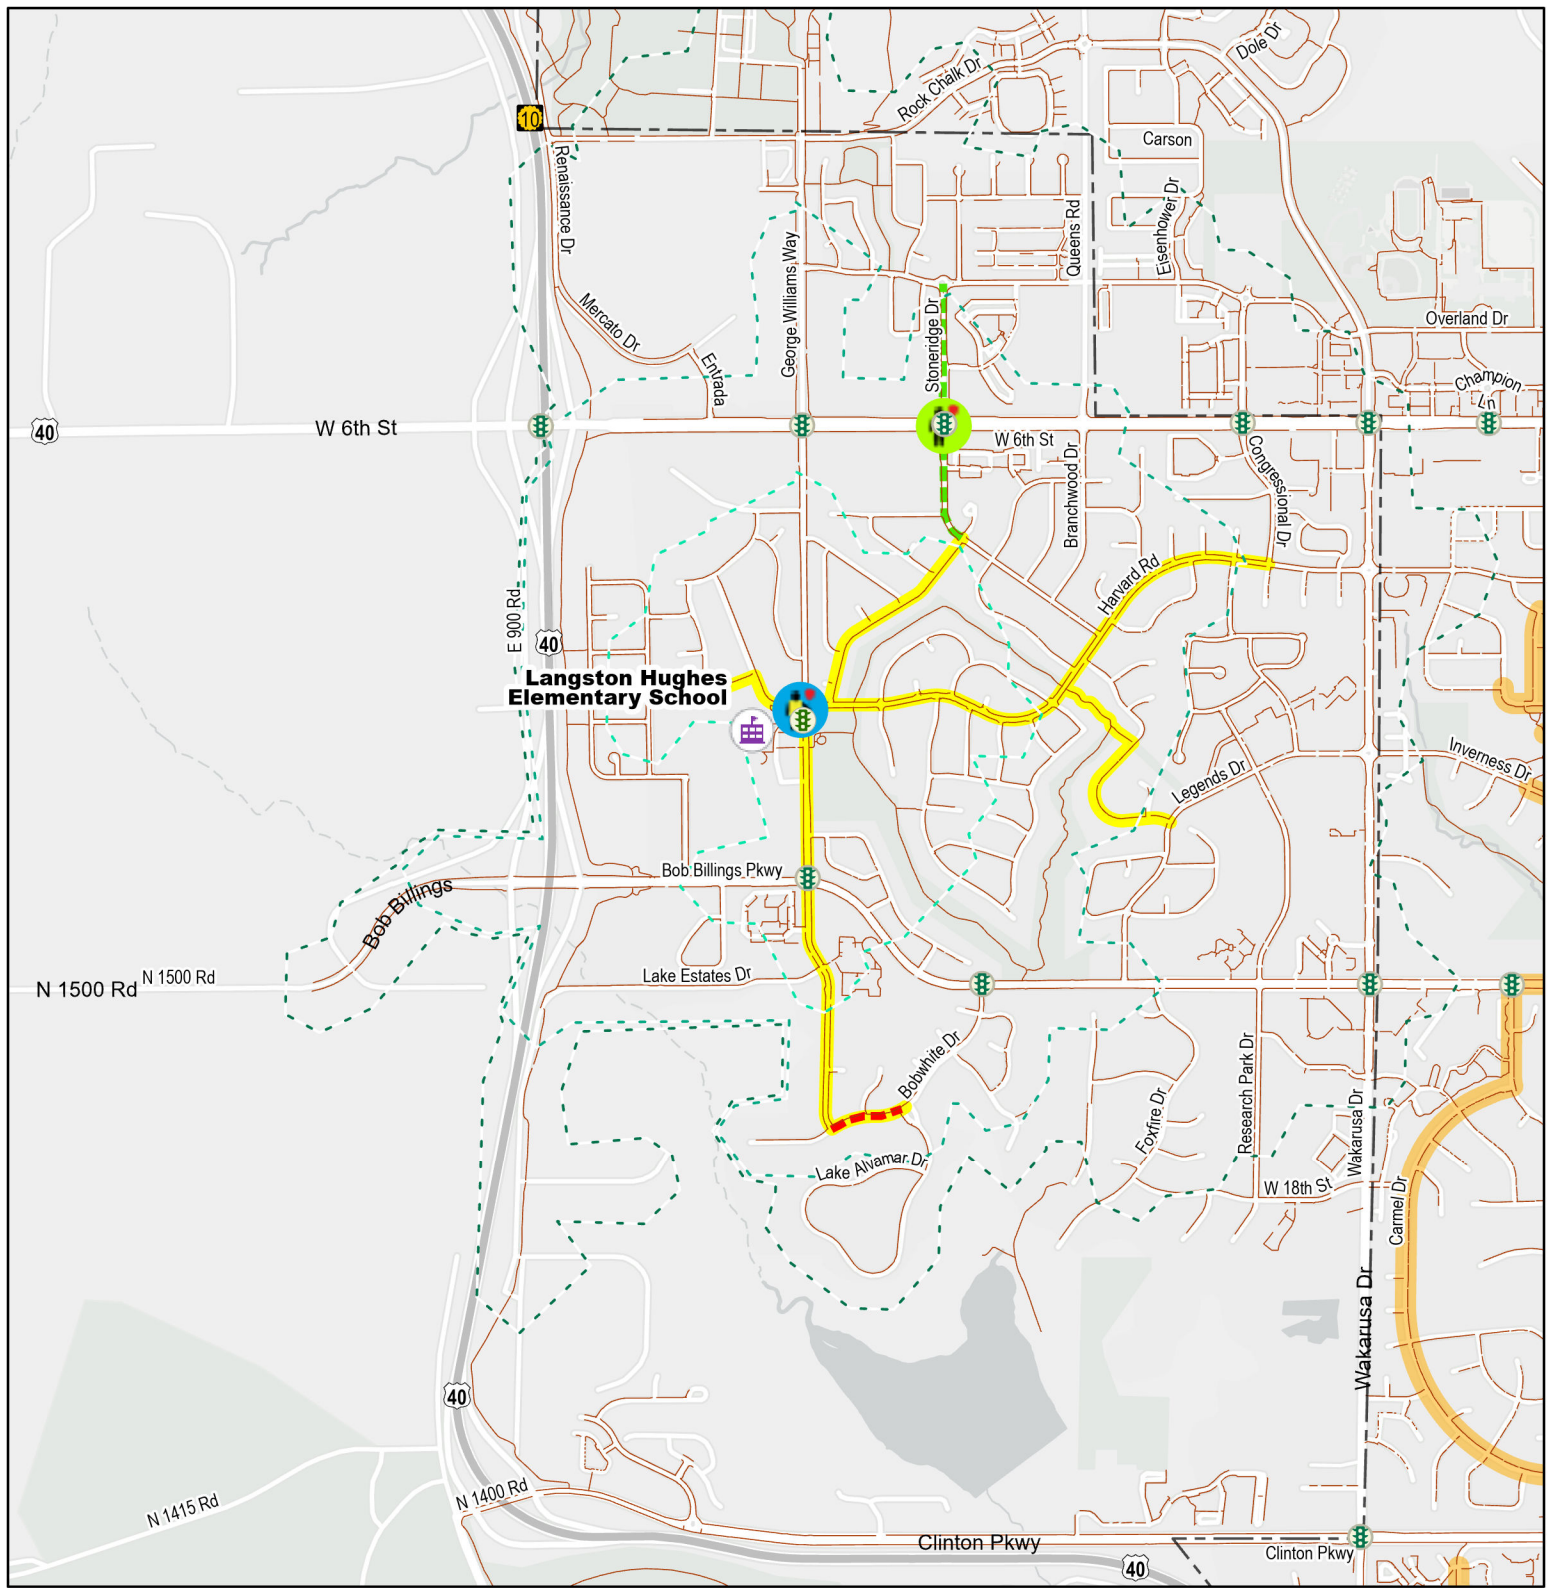 Dole Dr
Rock Chalk Dr
10
Carson
Renaissance Dr
Eisenhower Dr
Queens Rd
George Williams Way
Mercato Dr
Stoneridge Dr
Overland Dr
Entrada
Champion
Ln
40
W 6th St
W 6th St
Branchwood Dr
Congressional Dr
Harvard Rd
E 900 Rd
40
Langston Hughes
Elementary School
Inverness Dr
Legends Dr
Bob Billings Pkwy
Bob Billings
N 1500 Rd
N 1500 Rd
Lake Estates Dr
Bobwhite Dr
Research Park Dr
Foxfire Dr
Wakarusa Dr
Lake Alvamar Dr
W 18th St
Carmel Dr
Wakarusa Dr
40
N 1400 Rd
N 1415 Rd
Clinton Pkwy
Clinton Pkwy
40